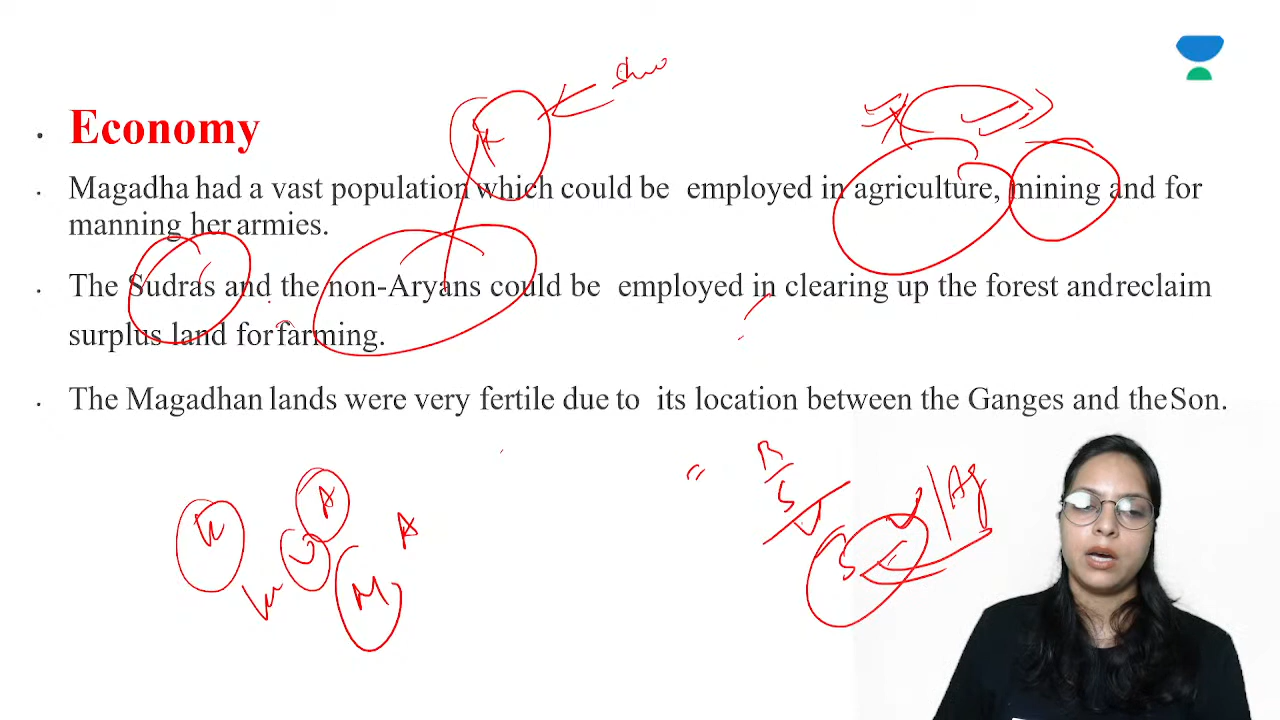 Economy
Magadha had a vast population which could be employed in agriculture, mining and for
manning her armies.
The Sudras and the non-Aryans could be employed in clearing up the forest and reclaim
surplus land for farming.
The Magadhan lands were very fertile due to its location between the Ganges and the Son.
A
A
M
B
S
V
S
Ag